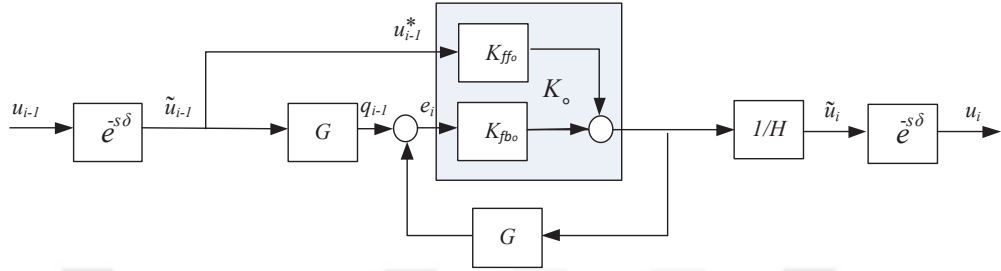 u*i-1
Kffo
Ko
ui-1
e-sδ
ũi-1
G
qi-1
ei
Kfbo
1/H
ũi
e-sδ
ui
G